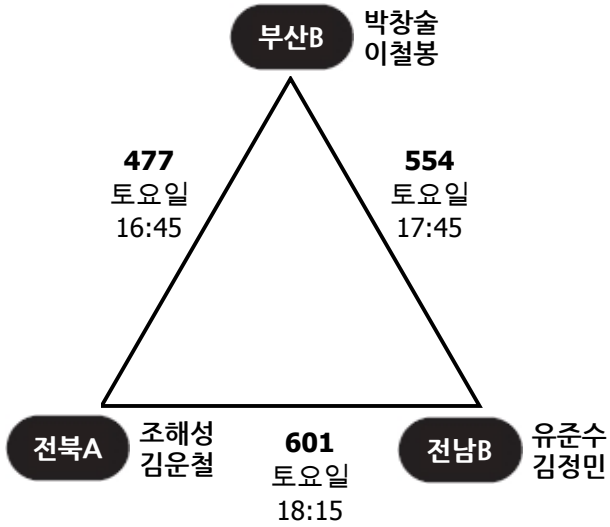 부산B
박창술
이철봉
477
토요일
16:45
554
토요일
17:45
전북A
조해성
김운철
601
토요일
18:15
전남B
유준수
김정민